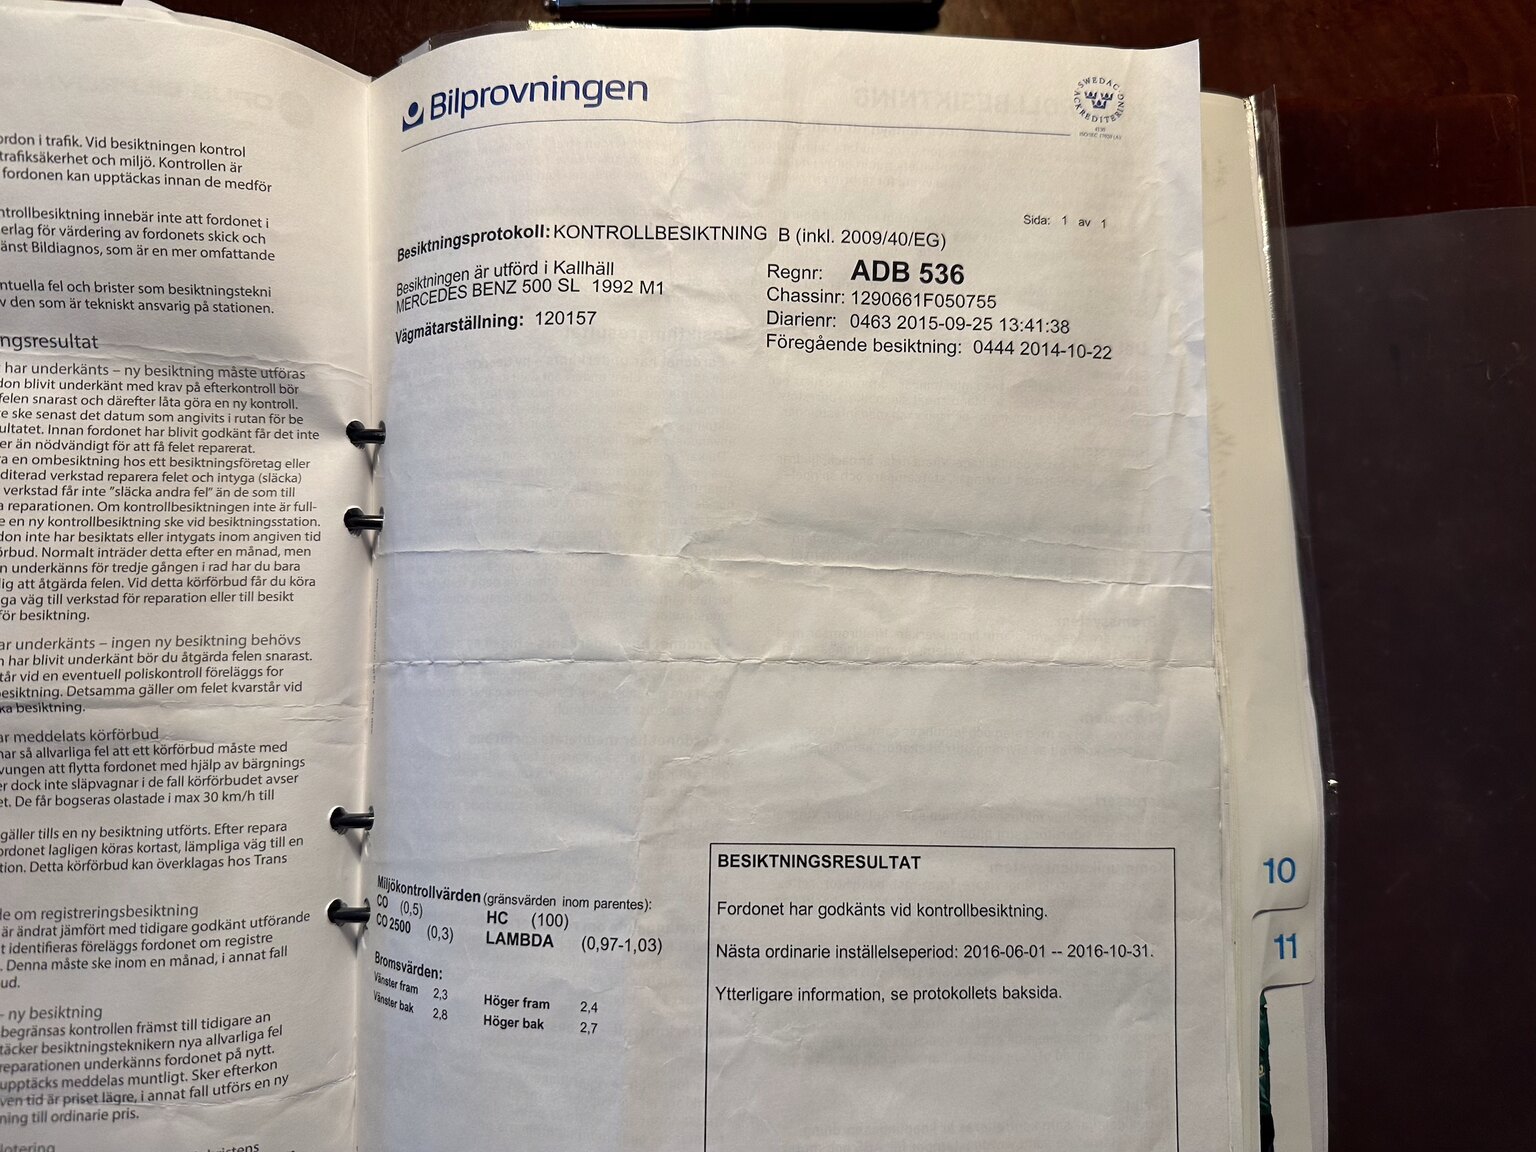 ordon i trafik. Vid besiktningen kontrol
trafiksäkerhet och miljö. Kontrollen är
fordonen kan upptäckas innan de medför
ntrollbesiktning innebär inte att fordonet i
erlag för värdering av fordonets skick och
änst Bildiagnos, som är en mer omfattande
entuella fel och brister som besiktningstekni
v den som är tekniskt ansvarig på stationen.
ngsresultat
har underkänts – ny besiktning måste utföras
don blivit underkänt med krav på efterkontroll bör
felen snarast och därefter låta göra en ny kontroll.
e ske senast det datum som angivits i rutan för be
ultatet. Innan fordonet har blivit godkänt får det inte
er än nödvändigt för att få felet reparerat.
ra en ombesiktning hos ett besiktningsföretag eller
diterad verkstad reparera felet och intyga (släcka)
verkstad får inte ”släcka andra fel” än de som till
a reparationen. Om kontrollbesiktningen inte är full-
e en ny kontrollbesiktning ske vid besiktningsstation.
don inte har besiktats eller intygats inom angiven tid
örbud. Normalt inträder detta efter en månad, men
n underkänns för tredje gången i rad har du bara
lig att åtgärda felen. Vid detta körförbud får du köra
ga väg till verkstad för reparation eller till besikt
för besiktning.
ar underkänts – ingen ny besiktning behövs
n har blivit underkänt bör du åtgärda felen snarast.
tår vid en eventuell poliskontroll föreläggs for
besiktning. Detsamma gäller om felet kvarstår vid
ka besiktning.
ar meddelats körförbud
har så allvarliga fel att ett körförbud måste med
vungen att flytta fordonet med hjälp av bärgnings
er dock inte släpvagnar i de fall körförbudet avser
et. De får bogseras olastade i max 30 km/h till
gäller tills en ny besiktning utförts. Efter repara
ordonet lagligen köras kortast, lämpliga väg till en
tion. Detta körförbud kan överklagas hos Trans
de om registreringsbesiktning
är ändrat jämfört med tidigare godkänt utförande
t identifieras föreläggs fordonet om registre
. Denna måste ske inom en månad, i annat fall
ud.
– ny besiktning
begränsas kontrollen främst till tidigare an
täcker besiktningsteknikern nya allvarliga fel
reparationen underkänns fordonet på nytt.
upptäcks meddelas muntligt. Sker efterkon
ven tid är priset lägre, i annat fall utförs en ny
ning till ordinarie pris.
Bilprovningen
SWEDAC
ACKREDITERING
Sida: 1 av 1
Besiktningsprotokoll: KONTROLLBESIKTNING B (inkl. 2009/40/EG)
Besiktningen är utförd i Kallhäll
MERCEDES BENZ 500 SL 1992 M1
Vägmätarställning: 120157
Regnr: ADB 536
Chassinr: 1290661F050755
Diarienr: 0463 2015-09-25 13:41:38
Föregående besiktning: 0444 2014-10-22
Miljökontrollvärden (gränsvärden inom parentes):
CO (0,5) HC (100)
CO 2500 (0,3) LAMBDA (0,97-1,03)
Bromsvärden:
Vänster fram 2,3 Höger fram 2,4
Vänster bak 2,8 Höger bak 2,7
BESIKTNINGSRESULTAT
Fordonet har godkänts vid kontrollbesiktning.
Nästa ordinarie inställelseperiod: 2016-06-01 -- 2016-10-31.
Ytterligare information, se protokollets baksida.
10
11